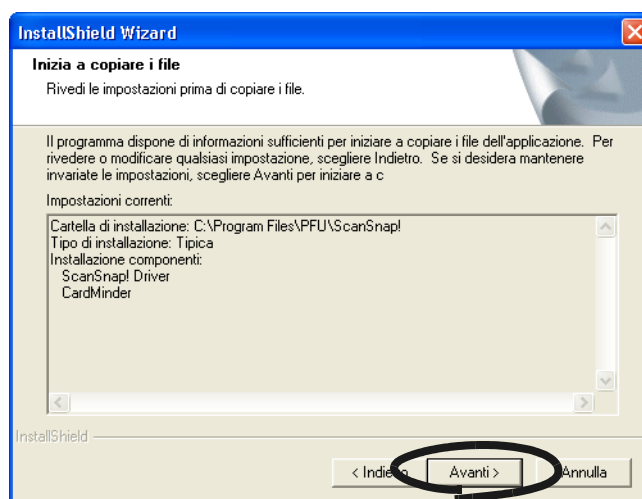 InstallShield Wizard
Inizia a copiare i file
Rivedi le impostazioni prima di copiare i file.
Il programma dispone di informazioni sufficienti per iniziare a copiare i file dell'applicazione. Per
rivedere o modificare qualsiasi impostazione, scegliere Indietro. Se si desidera mantenere
invariate le impostazioni, scegliere Avanti per iniziare a c
Impostazioni correnti:
Cartella di installazione: C:\Program Files\PFU\ScanSnap!
Tipo di installazione: Tipica
Installazione componenti:
ScanSnap! Driver
CardMinder
InstallShield
< Indietro Avanti > Annulla